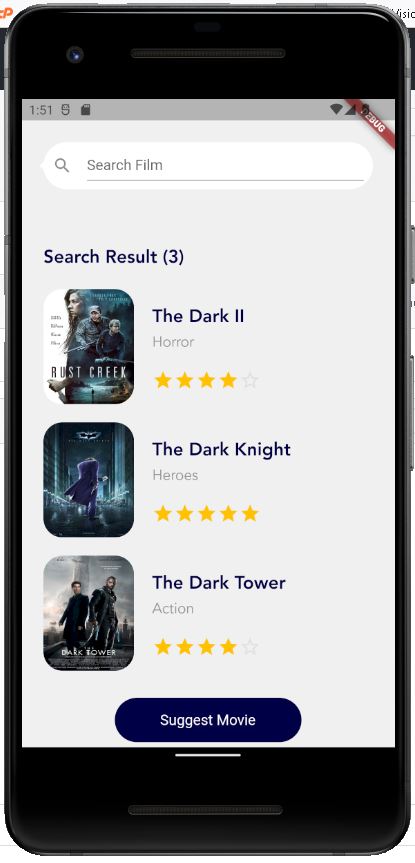 1:51
DEBUG
Search Film
Search Result (3)
RUST CREEK
The Dark II
Horror
The Dark Knight
Heroes
THE
DARK TOWER
The Dark Tower
Action
Suggest Movie